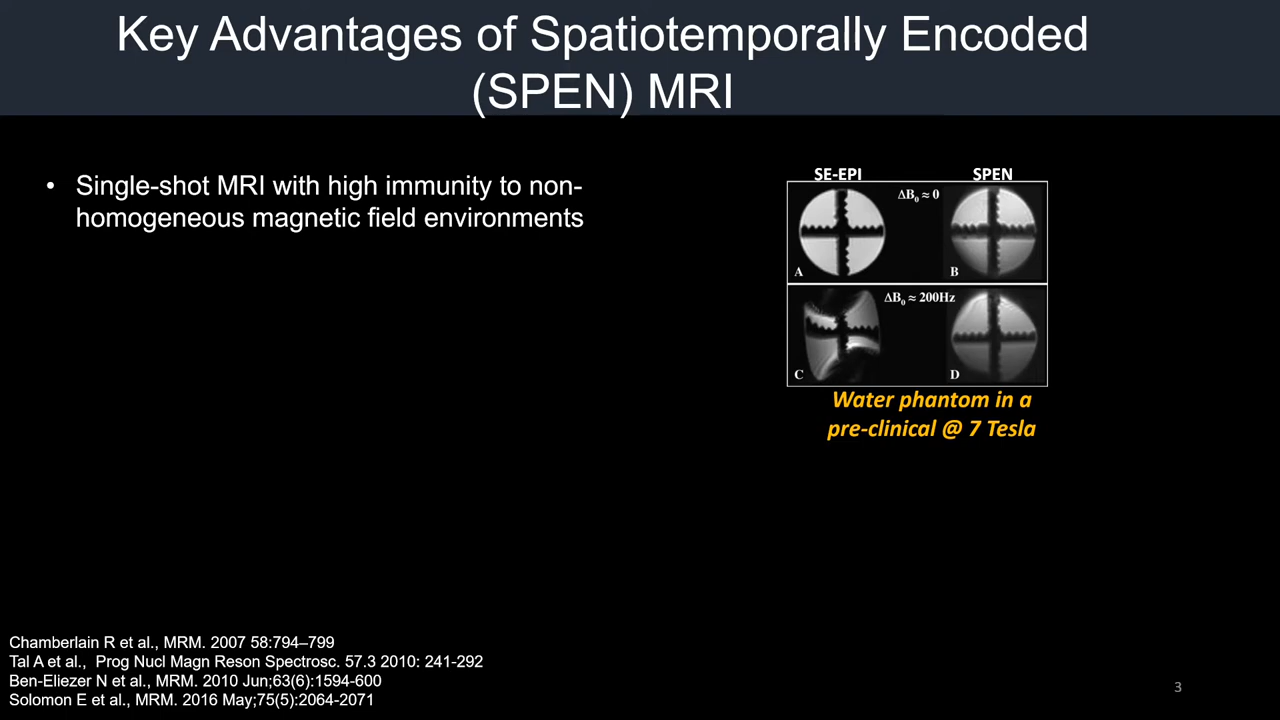 Key Advantages of Spatiotemporally Encoded
(SPEN) MRI
• Single-shot MRI with high immunity to non-
homogeneous magnetic field environments
SE-EPI
SPEN
ΔB₀ ≈ 0
A
B
ΔB₀ ≈ 200Hz
C
D
Water phantom in a
pre-clinical @ 7 Tesla
Chamberlain R et al., MRM. 2007 58:794–799
Tal A et al.,  Prog Nucl Magn Reson Spectrosc. 57.3 2010: 241-292
Ben-Eliezer N et al., MRM. 2010 Jun;63(6):1594-600
Solomon E et al., MRM. 2016 May;75(5):2064-2071
3